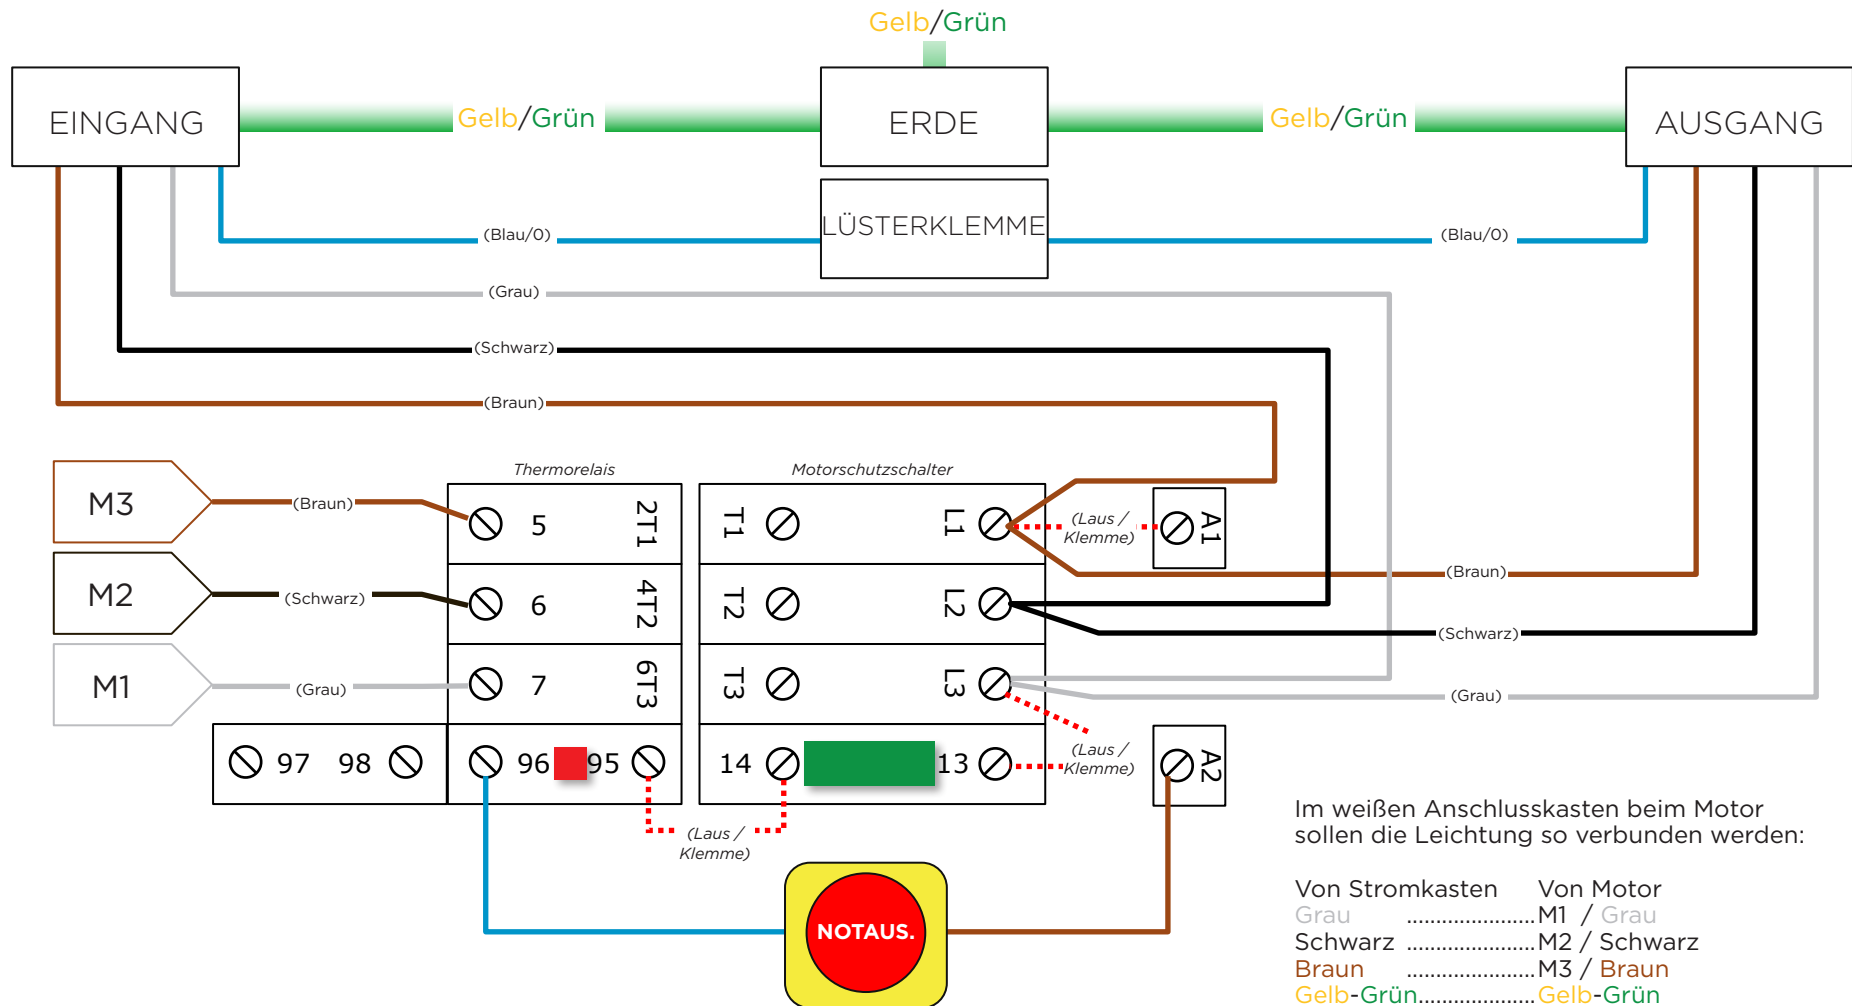 Gelb/Grün
EINGANG
Gelb/Grün
ERDE
Gelb/Grün
AUSGANG
LÜSTERKLEMME
(Blau/0)
(Blau/0)
(Grau)
(Schwarz)
(Braun)
Thermorelais
Motorschutzschalter
M3
(Braun)
5
2T1
T1
L1
(Laus /
Klemme)
A1
(Braun)
M2
(Schwarz)
6
4T2
T2
L2
(Schwarz)
M1
(Grau)
7
6T3
T3
L3
(Grau)
97 98
96 95
14 13
(Laus /
Klemme)
A2
(Laus /
Klemme)
NOTAUS.
Im weißen Anschlusskasten beim Motor
sollen die Leichtung so verbunden werden:
Von Stromkasten Von Motor
Grau .......................M1 / Grau
Schwarz .......................M2 / Schwarz
Braun .......................M3 / Braun
Gelb-Grün.....................Gelb-Grün